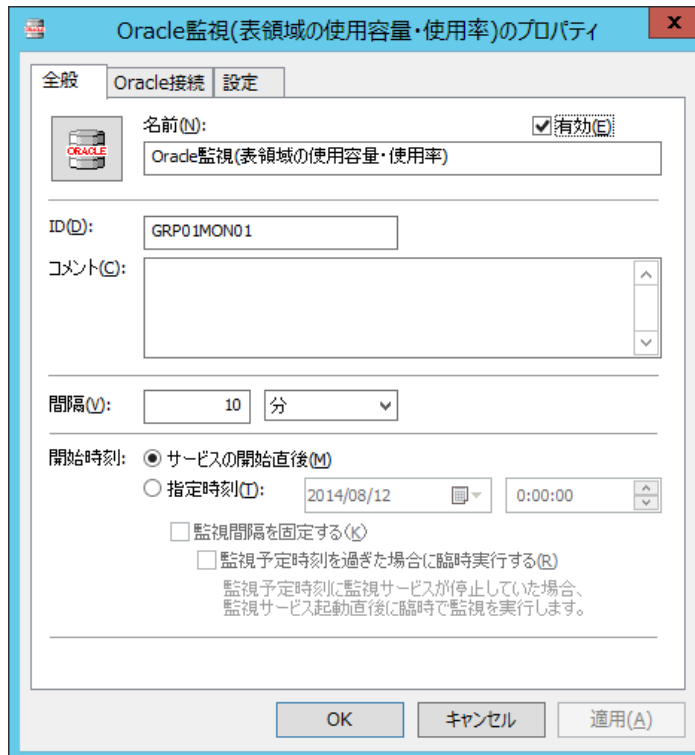 Oracle監視(表領域の使用容量・使用率)のプロパティ
x
全般 Oracle接続 設定
ORACLE
名前(N): 有効(E)
Oracle監視(表領域の使用容量・使用率)
ID(D): GRP01MON01
コメント(C):
間隔(V): 10 分
開始時刻: サービスの開始直後(M)
指定時刻(T): 2014/08/12 0:00:00
監視間隔を固定する(K)
監視予定時刻を過ぎた場合に臨時実行する(R)
監視予定時刻に監視サービスが停止していた場合、
監視サービス起動直後に臨時で監視を実行します。
OK キャンセル 適用(A)